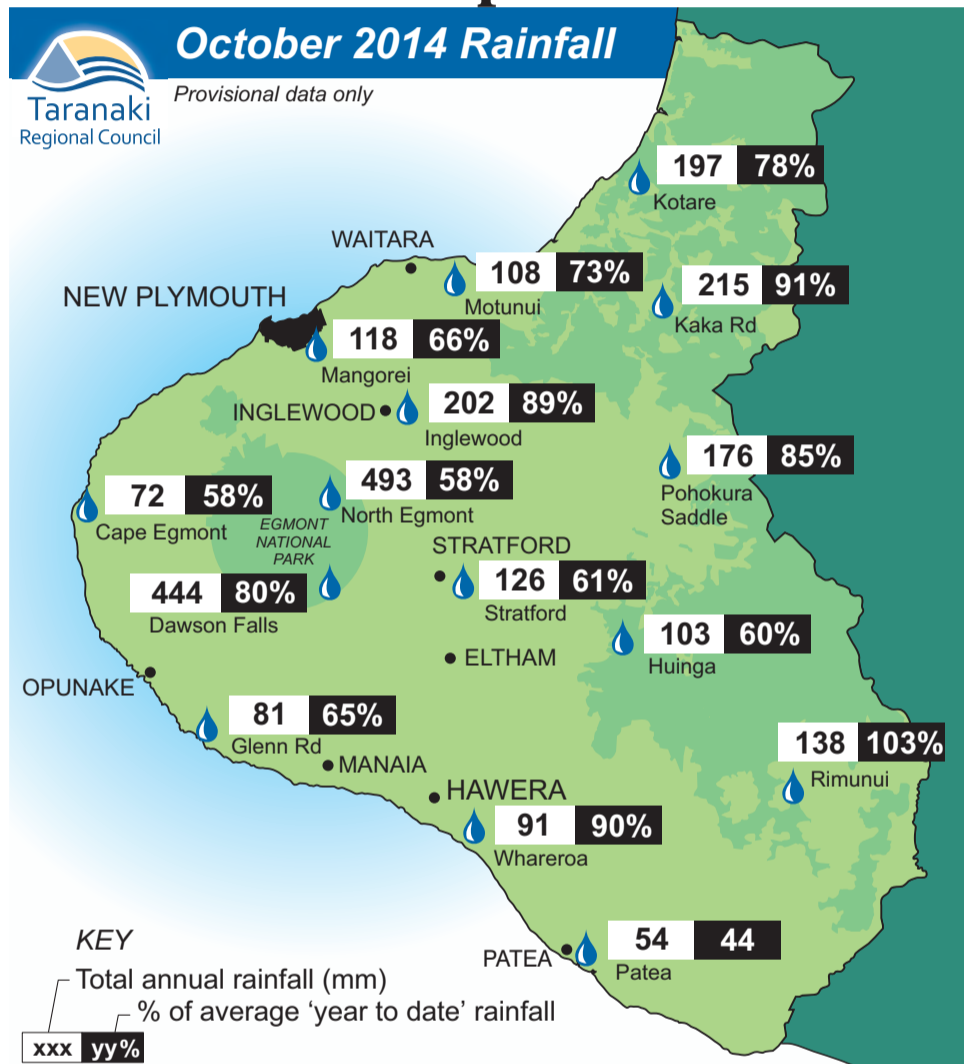 October 2014 Rainfall
Provisional data only
Taranaki
Regional Council
197 78%
Kotare
WAITARA
108 73%
Motunui
215 91%
Kaka Rd
NEW PLYMOUTH
118 66%
Mangorei
INGLEWOOD
202 89%
Inglewood
176 85%
Pohokura
Saddle
72 58%
Cape Egmont
493 58%
North Egmont
EGMONT
NATIONAL
PARK
STRATFORD
126 61%
Stratford
444 80%
Dawson Falls
103 60%
Huinga
ELTHAM
OPUNAKE
81 65%
Glenn Rd
MANAIA
138 103%
Rimunui
HAWERA
91 90%
Whareroa
PATEA
54 44
Patea
KEY
Total annual rainfall (mm)
% of average ‘year to date’ rainfall
xxx yy%